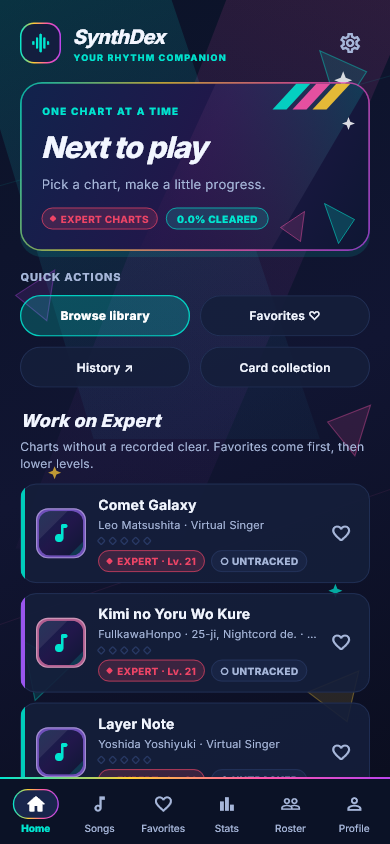 SynthDex
YOUR RHYTHM COMPANION
ONE CHART AT A TIME
Next to play
Pick a chart, make a little progress.
EXPERT CHARTS
0.0% CLEARED
QUICK ACTIONS
Browse library
Favorites ♡
History ↗
Card collection
Work on Expert
Charts without a recorded clear. Favorites come first, then
lower levels.
Comet Galaxy
Leo Matsushita · Virtual Singer
EXPERT · Lv. 21
UNTRACKED
Kimi no Yoru Wo Kure
FullkawaHonpo · 25-ji, Nightcord de. · ...
EXPERT · Lv. 21
UNTRACKED
Layer Note
Yoshida Yoshiyuki · Virtual Singer
Home
Songs
Favorites
Stats
Roster
Profile